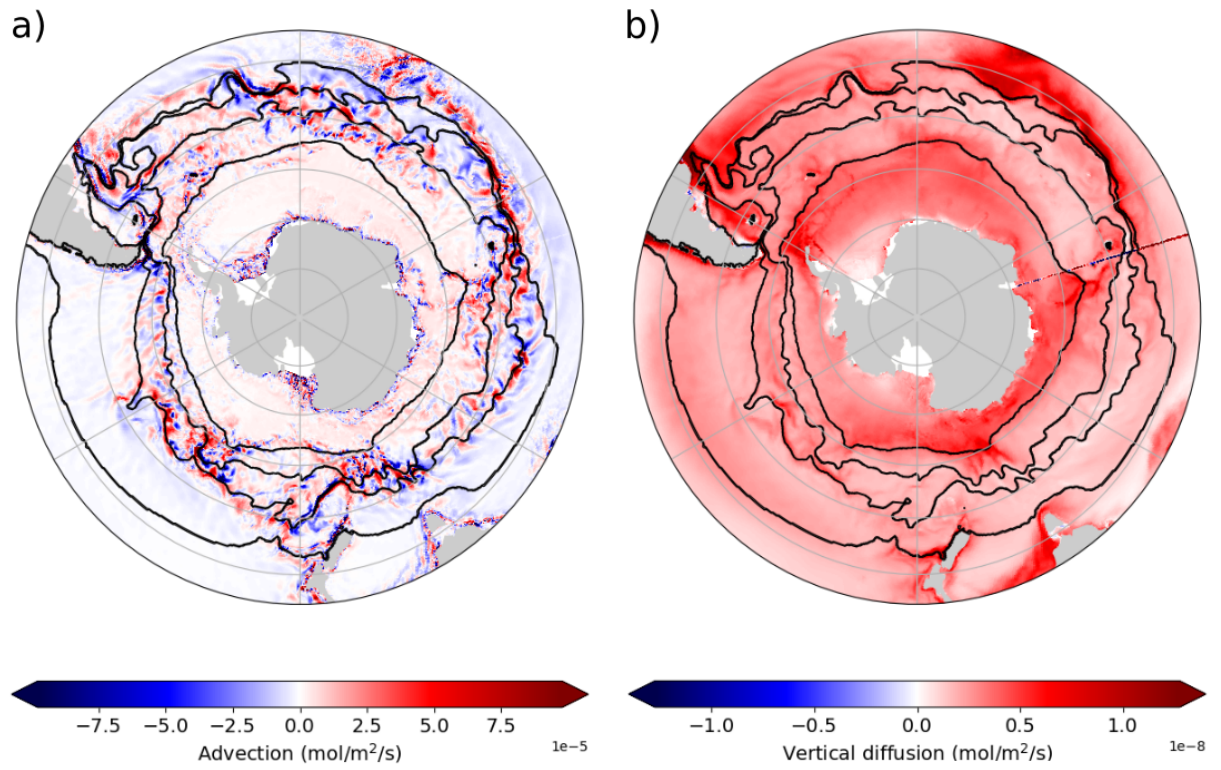 a)
b)
−7.5 −5.0 −2.5 0.0 2.5 5.0 7.5
Advection (mol/m²/s)
1e−5
−1.0 −0.5 0.0 0.5 1.0
Vertical diffusion (mol/m²/s)
1e−8